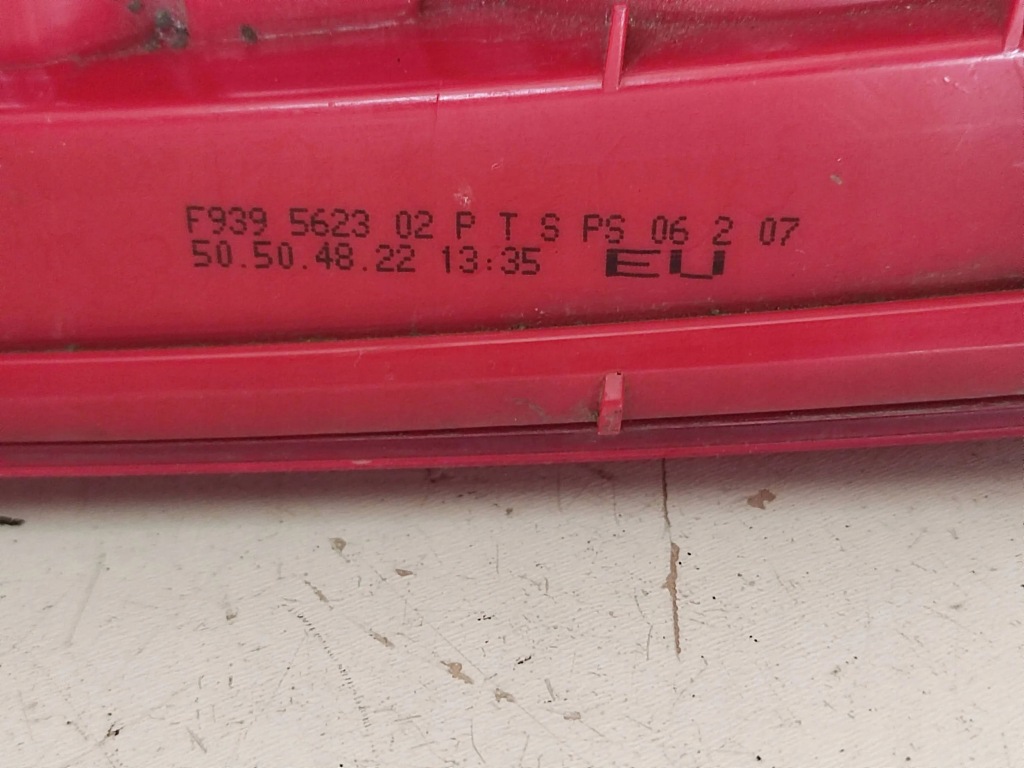 F939 5623 02 P T S PS 06 2 07
50.50.48.22 13:35 EU